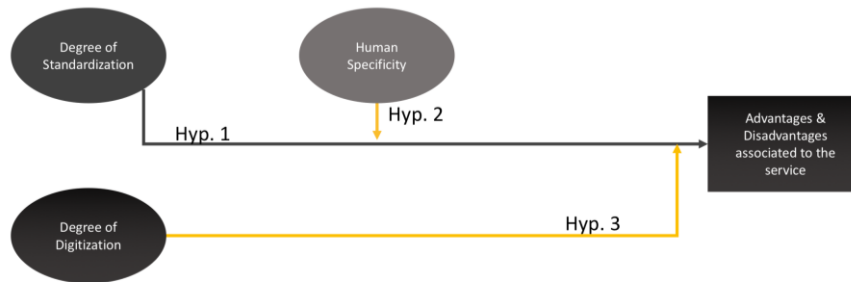 Degree of
Standardization
Human
Specificity
Hyp. 1
Hyp. 2
Advantages &
Disadvantages
associated to the
service
Degree of
Digitization
Hyp. 3